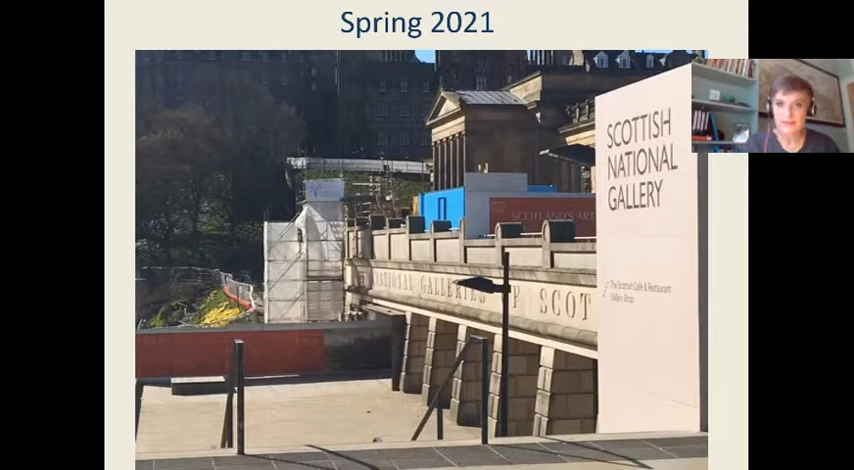 Spring 2021
SCOTTISH
NATIONAL
GALLERY
The Scottish Café & Restaurant
Gallery Shop
SCOTLAND'S ART
NATIONAL GALLERIES OF SCOT